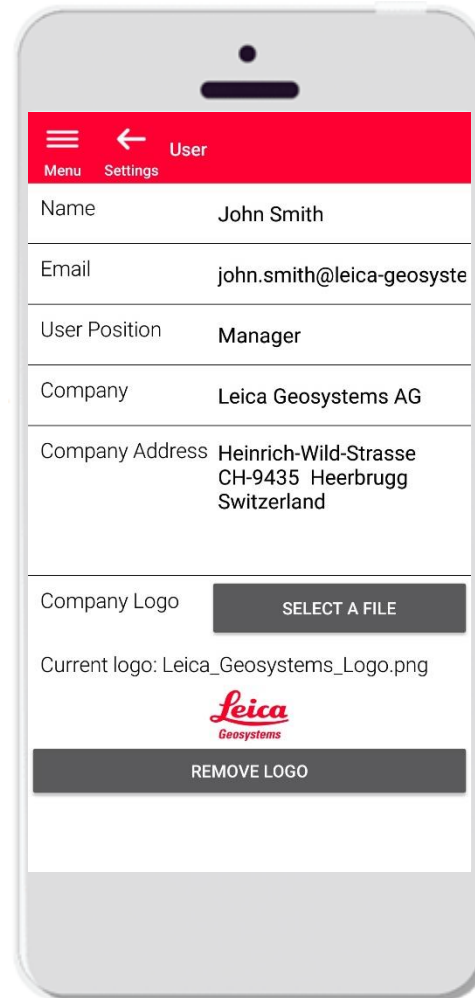 User
Menu Settings
Name John Smith
Email john.smith@leica-geosyste
User Position Manager
Company Leica Geosystems AG
Company Address Heinrich-Wild-Strasse
CH-9435 Heerbrugg
Switzerland
Company Logo SELECT A FILE
Current logo: Leica_Geosystems_Logo.png
Leica
Geosystems
REMOVE LOGO